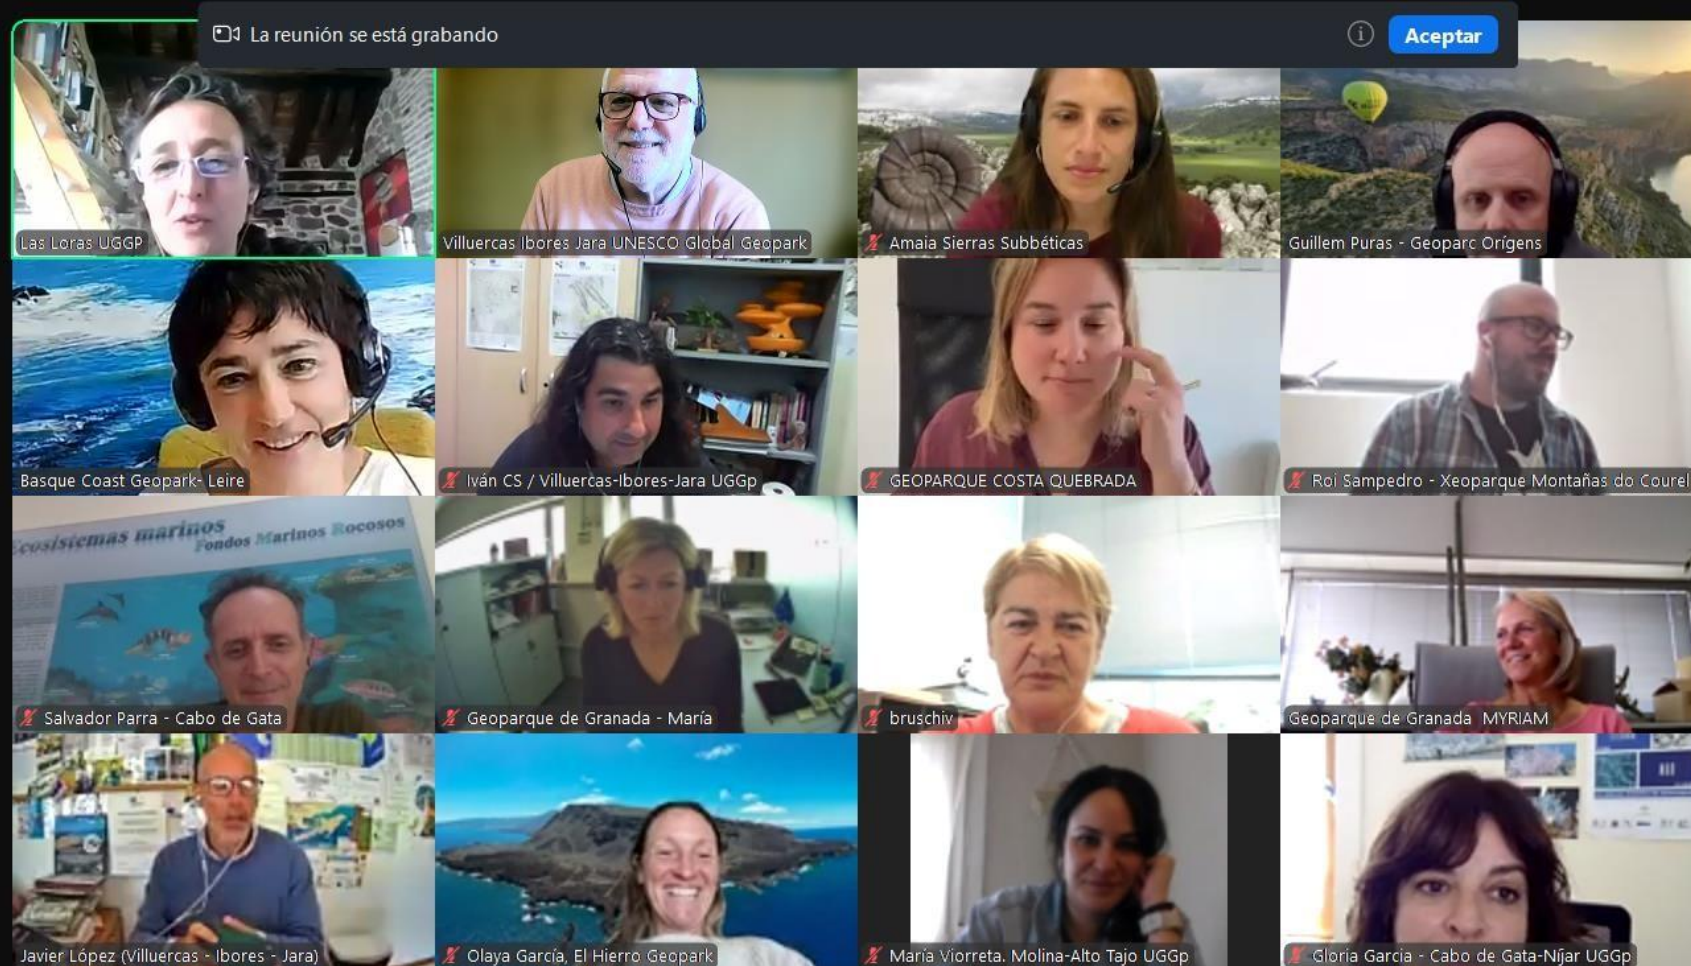 La reunión se está grabando
Aceptar
Las Loras UGGP
Villuercas Ibores Jara UNESCO Global Geopark
Amaia Sierras Subbéticas
Guillem Puras - Geoparc Orígens
Basque Coast Geopark- Leire
Iván CS / Villuercas-Ibores-Jara UGGp
GEOPARQUE COSTA QUEBRADA
Roi Sampedro - Xeoparque Montañas do Courel
Ecosistemas marinos
Fondos Marinos Rocosos
Salvador Parra - Cabo de Gata
Geoparque de Granada - María
bruschiv
Geoparque de Granada MYRIAM
Javier López (Villuercas - Ibores - Jara)
Olaya García, El Hierro Geopark
María Viorreta. Molina-Alto Tajo UGGp
Gloria Garcia - Cabo de Gata-Níjar UGGp